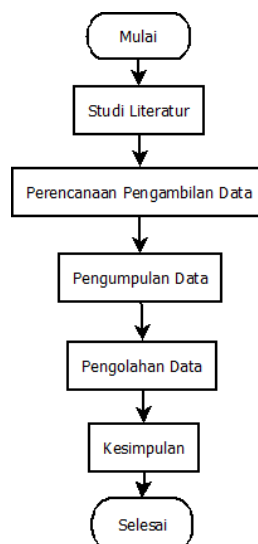 Mulai
Studi Literatur
Perencanaan Pengambilan Data
Pengumpulan Data
Pengolahan Data
Kesimpulan
Selesai